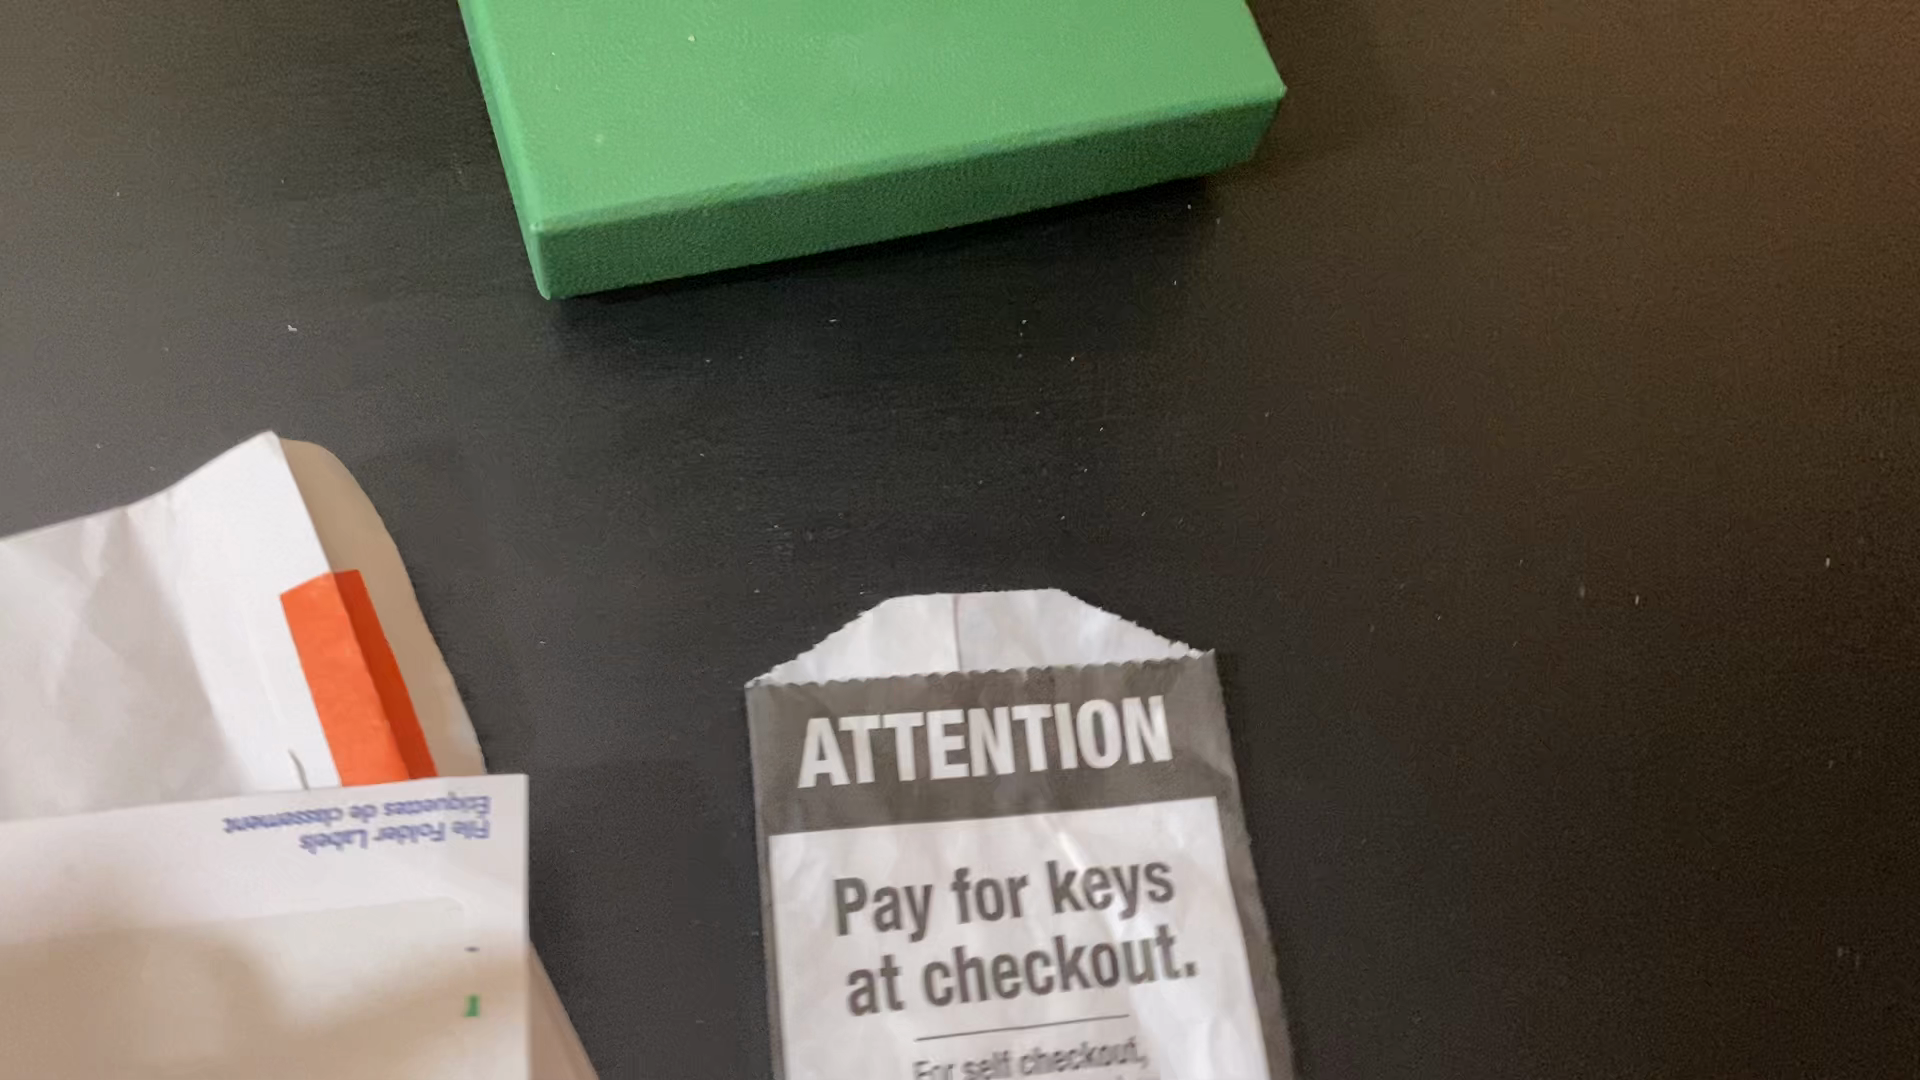 ATTENTION
Pay for keys
at checkout.
For self checkout,
File Folder Labels
Étiquettes de classement